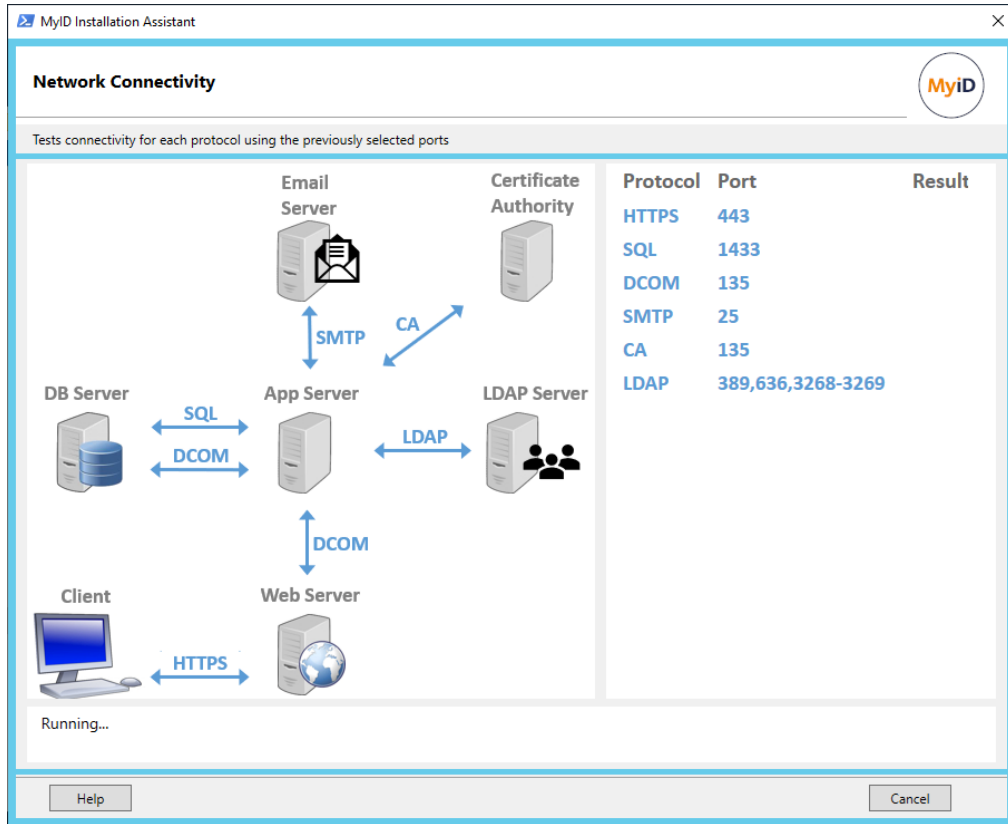 MyID Installation Assistant
Network Connectivity
MyiD
Tests connectivity for each protocol using the previously selected ports
Email
Server
Certificate
Authority
SMTP
CA
DB Server
App Server
LDAP Server
SQL
DCOM
LDAP
DCOM
Client
Web Server
HTTPS
Protocol Port Result
HTTPS 443
SQL 1433
DCOM 135
SMTP 25
CA 135
LDAP 389,636,3268-3269
Running...
Help
Cancel